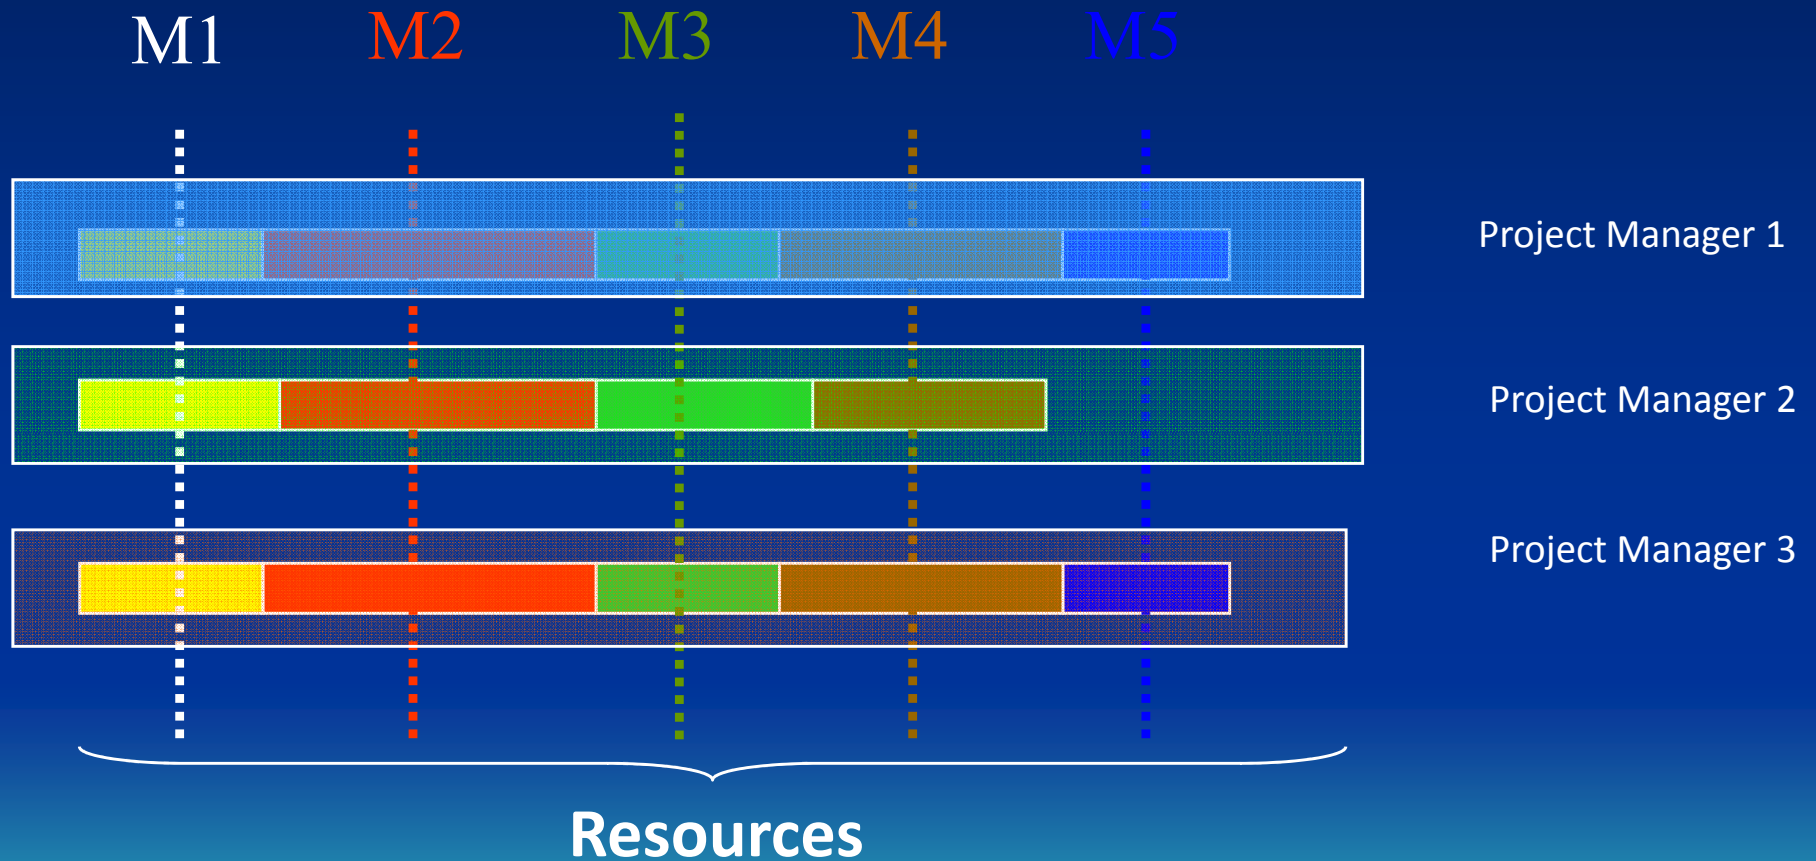 M1 M2 M3 M4 M5
Project Manager 1
Project Manager 2
Project Manager 3
Resources